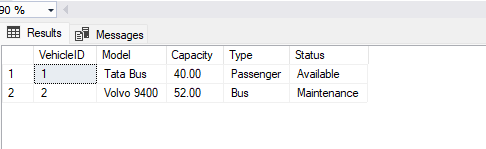 90 %
Results Messages
VehicleID Model Capacity Type Status
1 1 Tata Bus 40.00 Passenger Available
2 2 Volvo 9400 52.00 Bus Maintenance